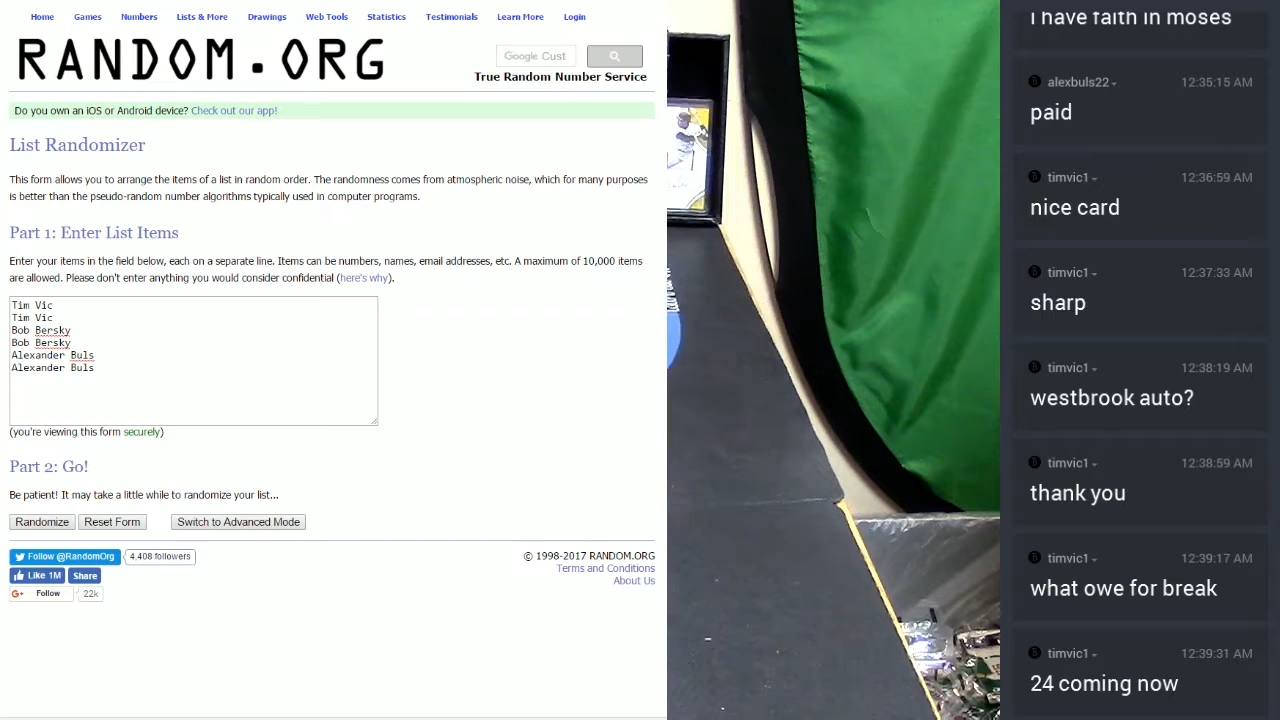 Home Games Numbers Lists & More Drawings Web Tools Statistics Testimonials Learn More Login
RANDOM.ORG
Google Cust
True Random Number Service
Do you own an iOS or Android device? Check out our app!
List Randomizer
This form allows you to arrange the items of a list in random order. The randomness comes from atmospheric noise, which for many purposes
is better than the pseudo-random number algorithms typically used in computer programs.
Part 1: Enter List Items
Enter your items in the field below, each on a separate line. Items can be numbers, names, email addresses, etc. A maximum of 10,000 items
are allowed. Please don't enter anything you would consider confidential (here's why).
Tim Vic
Tim Vic
Bob Bersky
Bob Bersky
Alexander Buls
Alexander Buls
(you're viewing this form securely)
Part 2: Go!
Be patient! It may take a little while to randomize your list...
Randomize Reset Form Switch to Advanced Mode
Follow @RandomOrg 4,408 followers
Like 1M Share
G+ Follow 22k
© 1998-2017 RANDOM.ORG
Terms and Conditions
About Us
i have faith in moses
alexbuls22 12:35:15 AM
paid
timvic1 12:36:59 AM
nice card
timvic1 12:37:33 AM
sharp
timvic1 12:38:19 AM
westbrook auto?
timvic1 12:38:59 AM
thank you
timvic1 12:39:17 AM
what owe for break
timvic1 12:39:31 AM
24 coming now